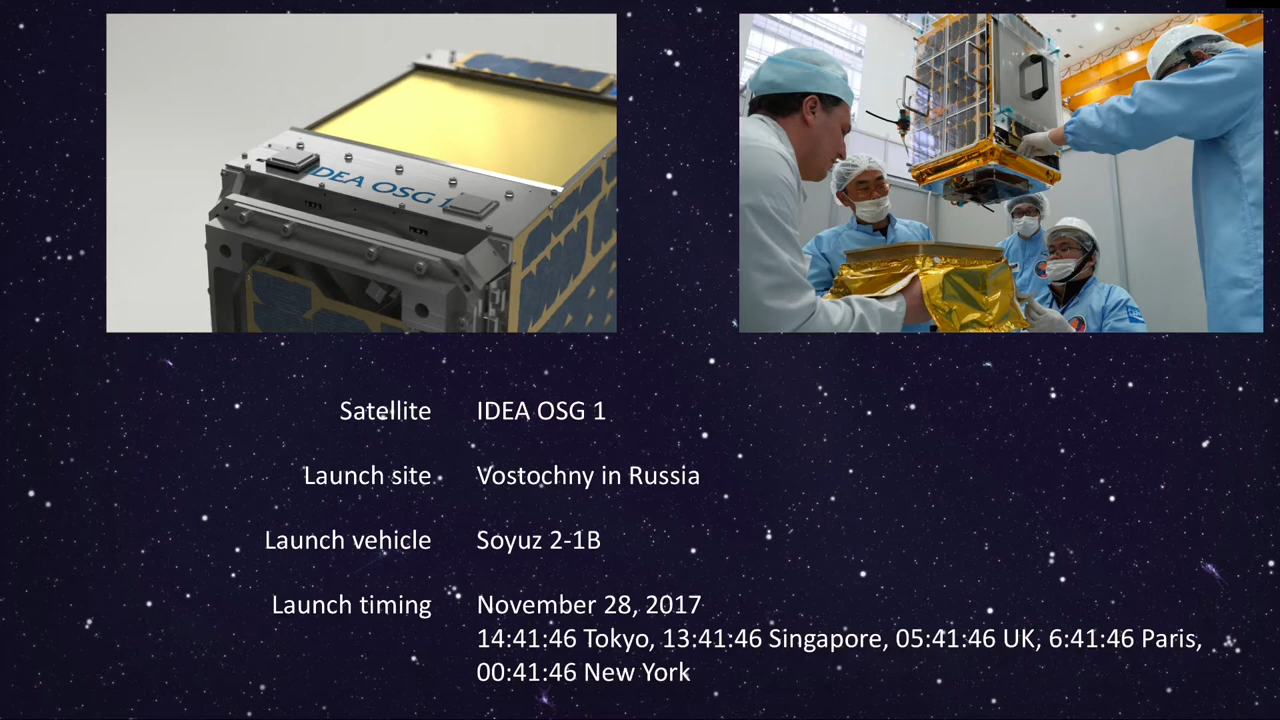 IDEA OSG 1
Satellite IDEA OSG 1
Launch site Vostochny in Russia
Launch vehicle Soyuz 2-1B
Launch timing November 28, 2017
14:41:46 Tokyo, 13:41:46 Singapore, 05:41:46 UK, 6:41:46 Paris,
00:41:46 New York